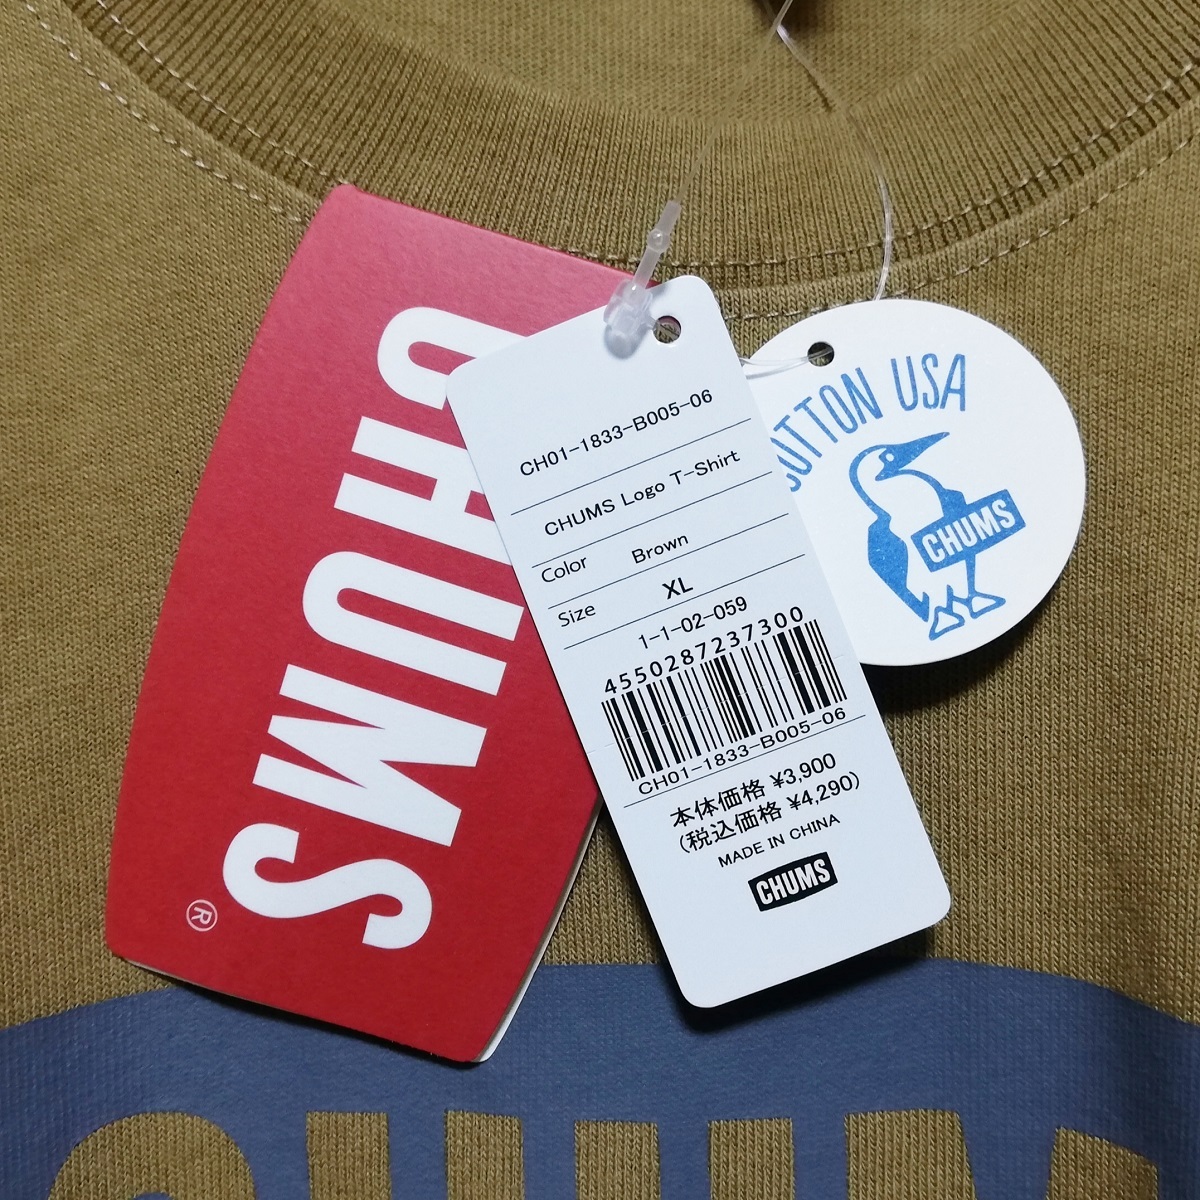 CHUMS
®
CH01-1833-B005-06
CHUMS Logo T-Shirt
Color Brown
Size XL
1-1-02-059
4550287237300
CH01-1833-B005-06
本体価格 ¥3,900
(税込価格 ¥4,290)
MADE IN CHINA
CHUMS
COTTON USA
CHUMS
CHUM